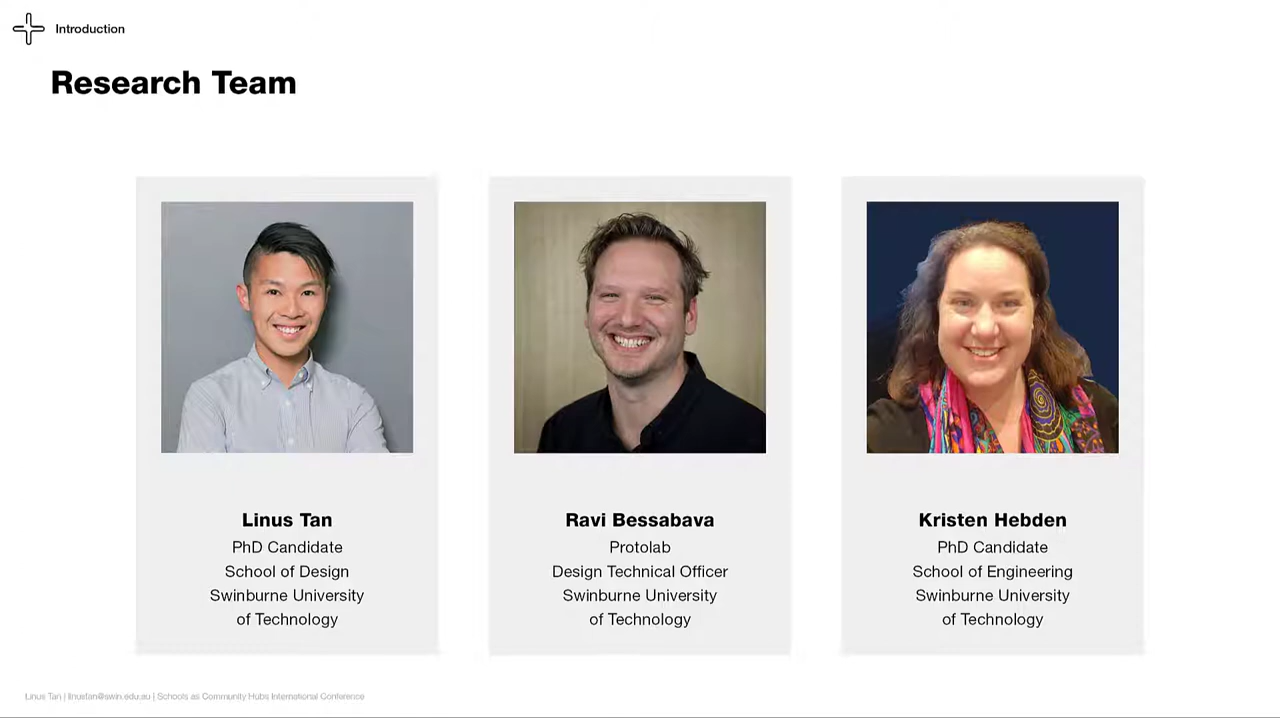 Introduction
Research Team
Linus Tan
PhD Candidate
School of Design
Swinburne University
of Technology
Ravi Bessabava
Protolab
Design Technical Officer
Swinburne University
of Technology
Kristen Hebden
PhD Candidate
School of Engineering
Swinburne University
of Technology
Linus Tan | linustan@swin.edu.au | Schools as Community Hubs International Conference